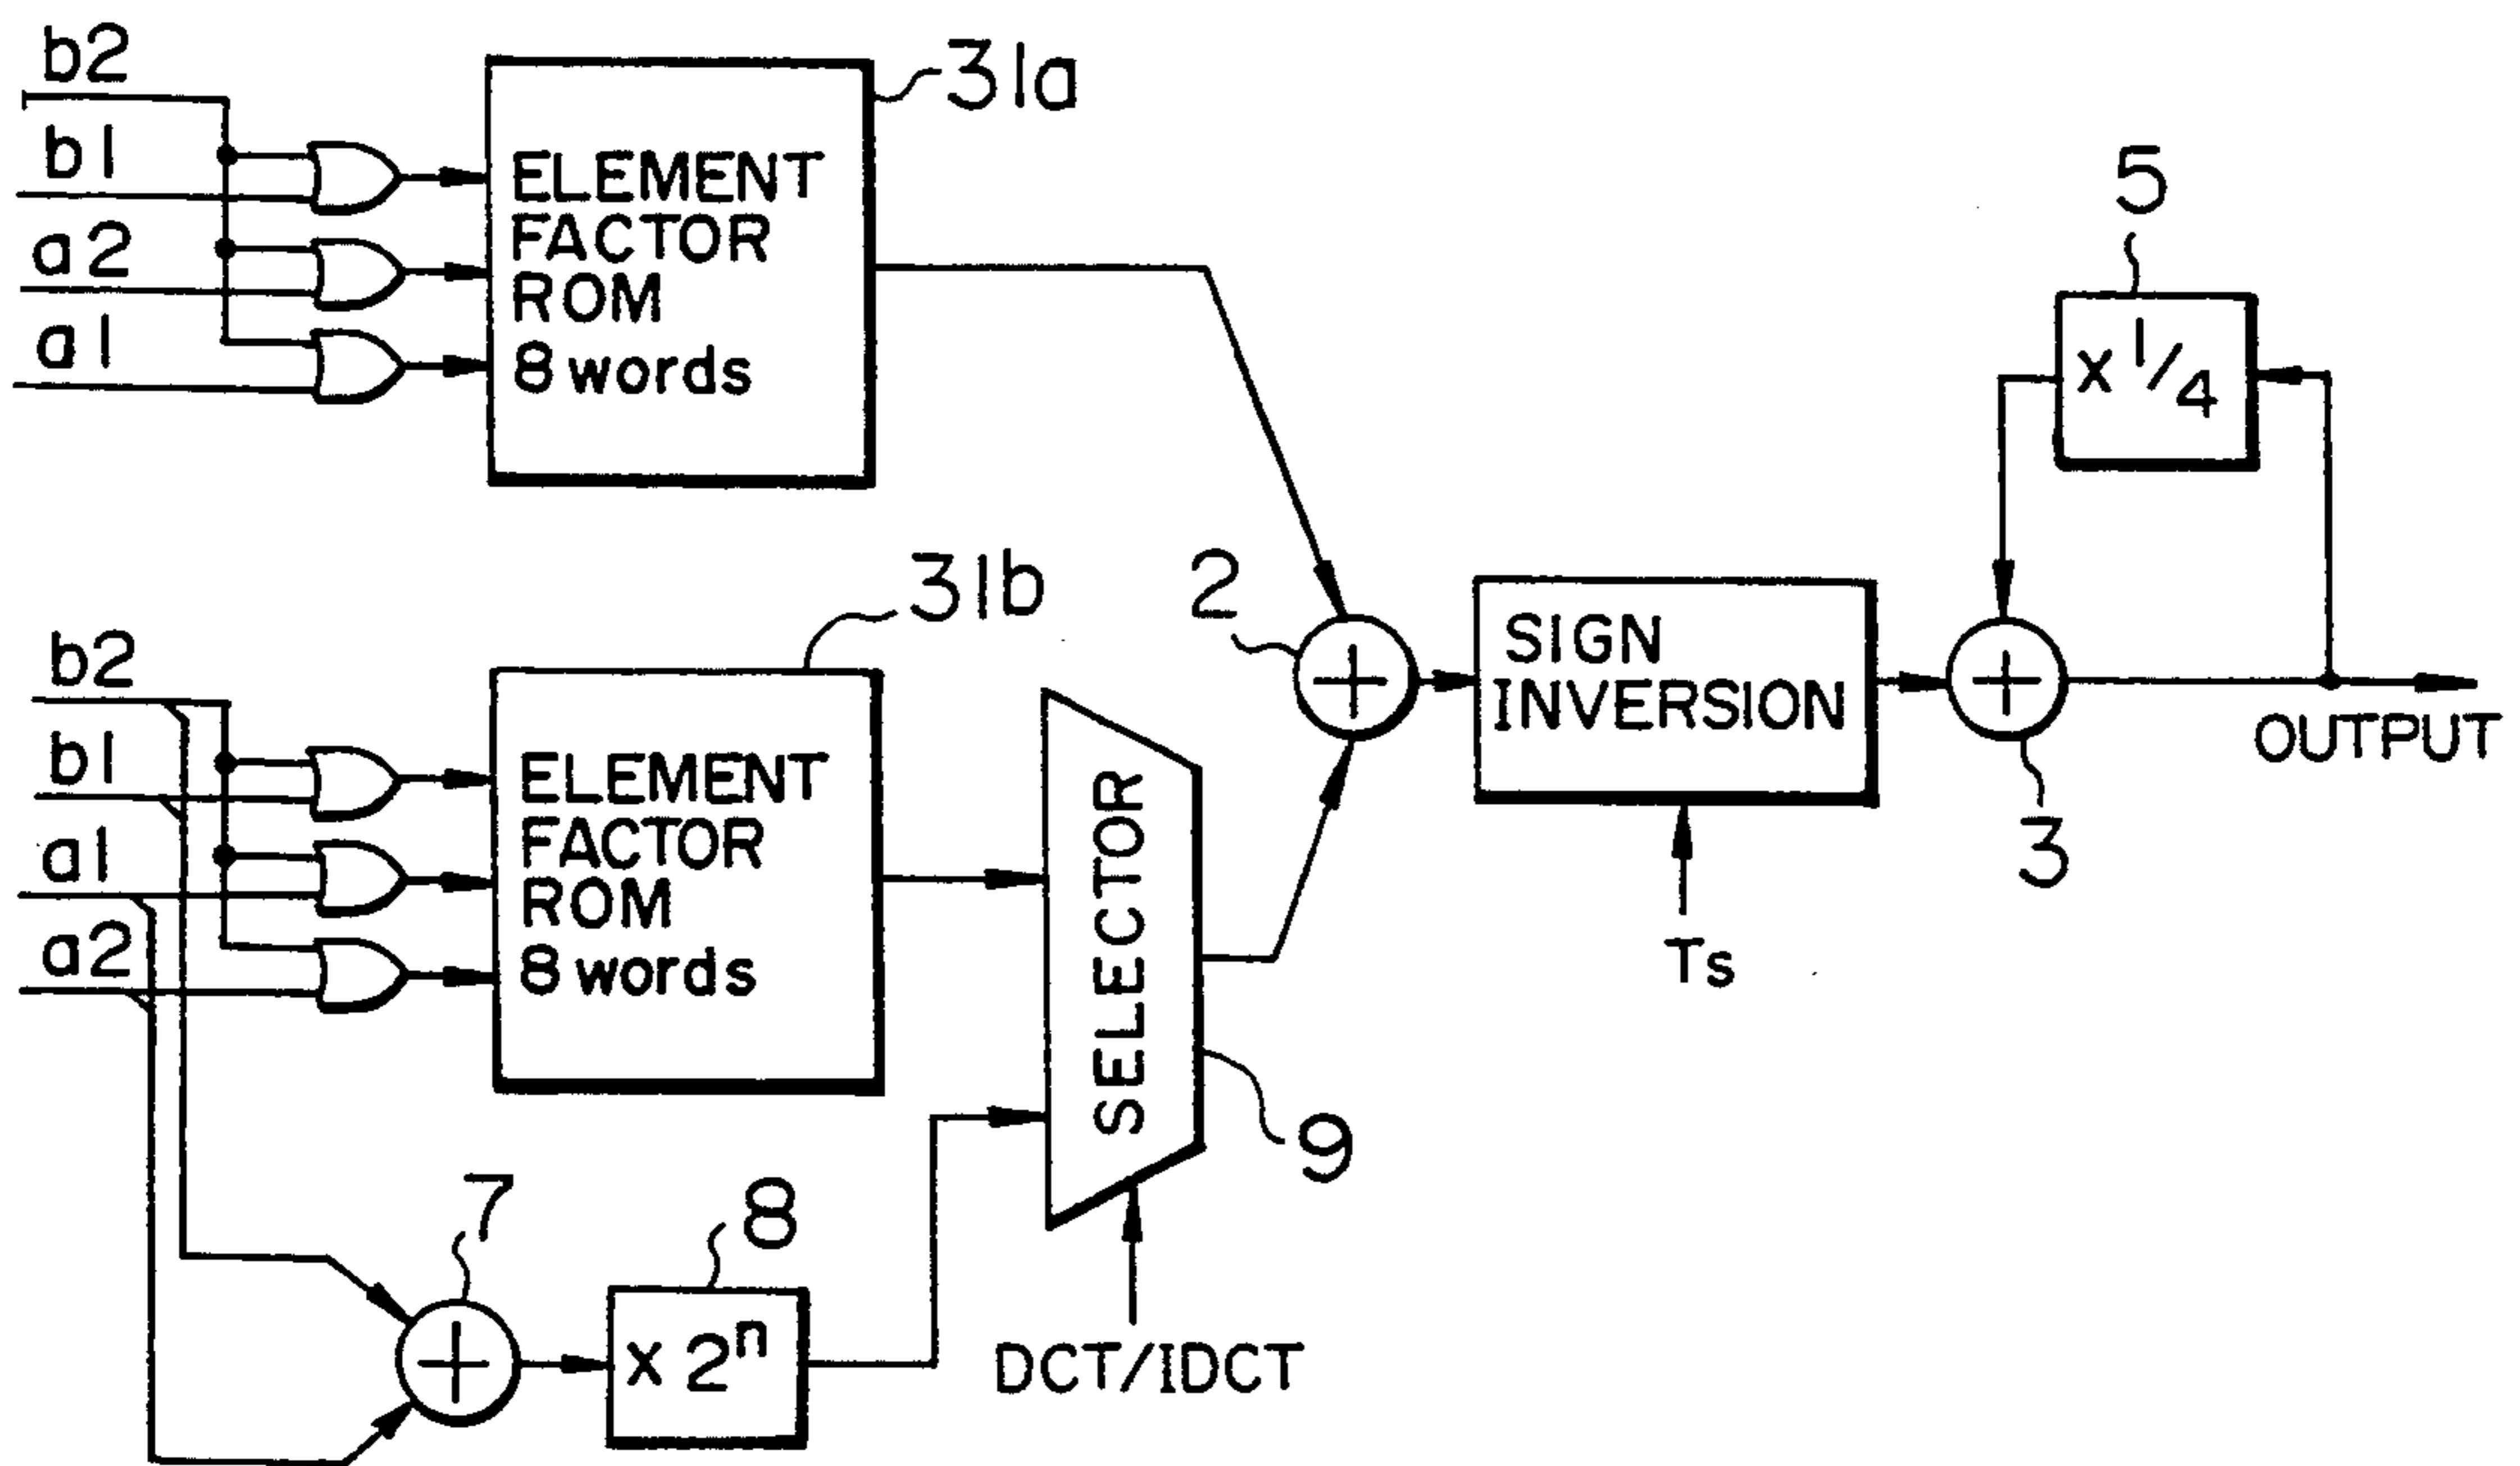 b2
b1
a2
a1
31a
ELEMENT
FACTOR
ROM
8 words
5
x 1/4
2
SIGN
INVERSION
Ts
3
OUTPUT
b2
b1
a1
a2
31b
ELEMENT
FACTOR
ROM
8 words
SELECTOR
9
DCT/IDCT
7
8
x 2ⁿ